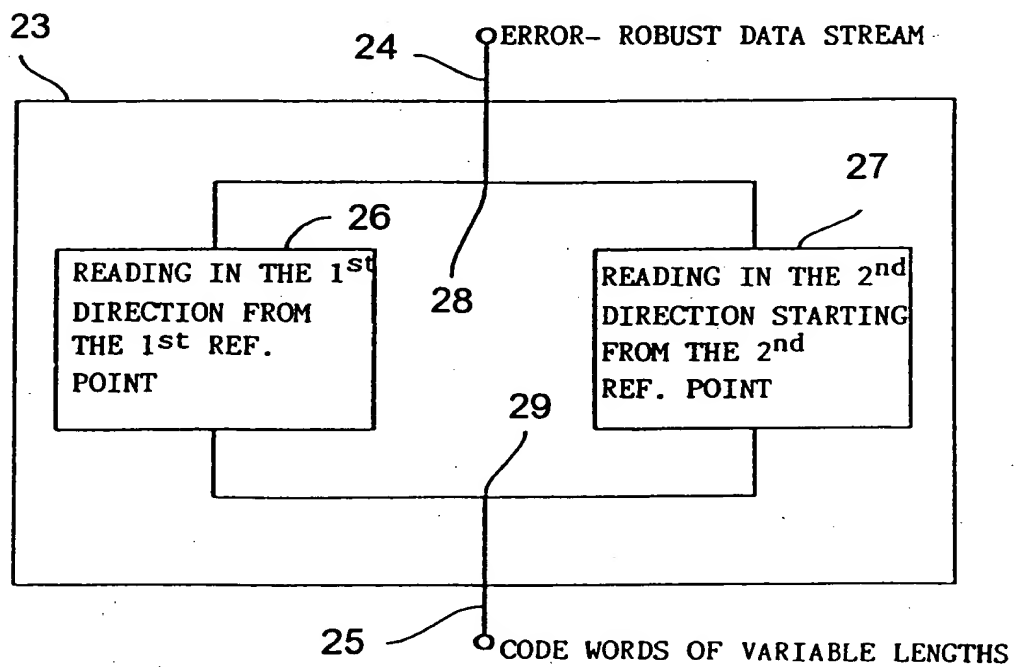 23
24
ERROR- ROBUST DATA STREAM
27
26
READING IN THE 1st
DIRECTION FROM
THE 1st REF.
POINT
28
READING IN THE 2nd
DIRECTION STARTING
FROM THE 2nd
REF. POINT
29
25
CODE WORDS OF VARIABLE LENGTHS